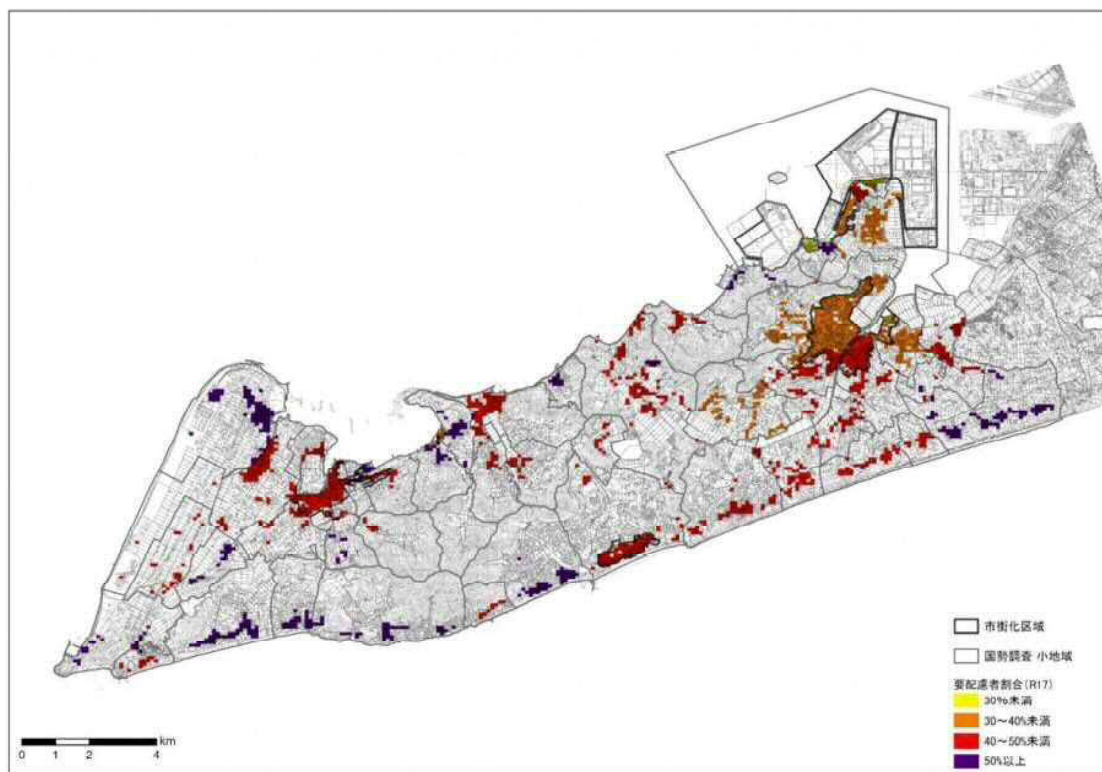 市街化区域
国勢調査 小地域
要配慮者割合(R17)
30%未満
30～40%未満
40～50%未満
50%以上
km
0 1 2 4